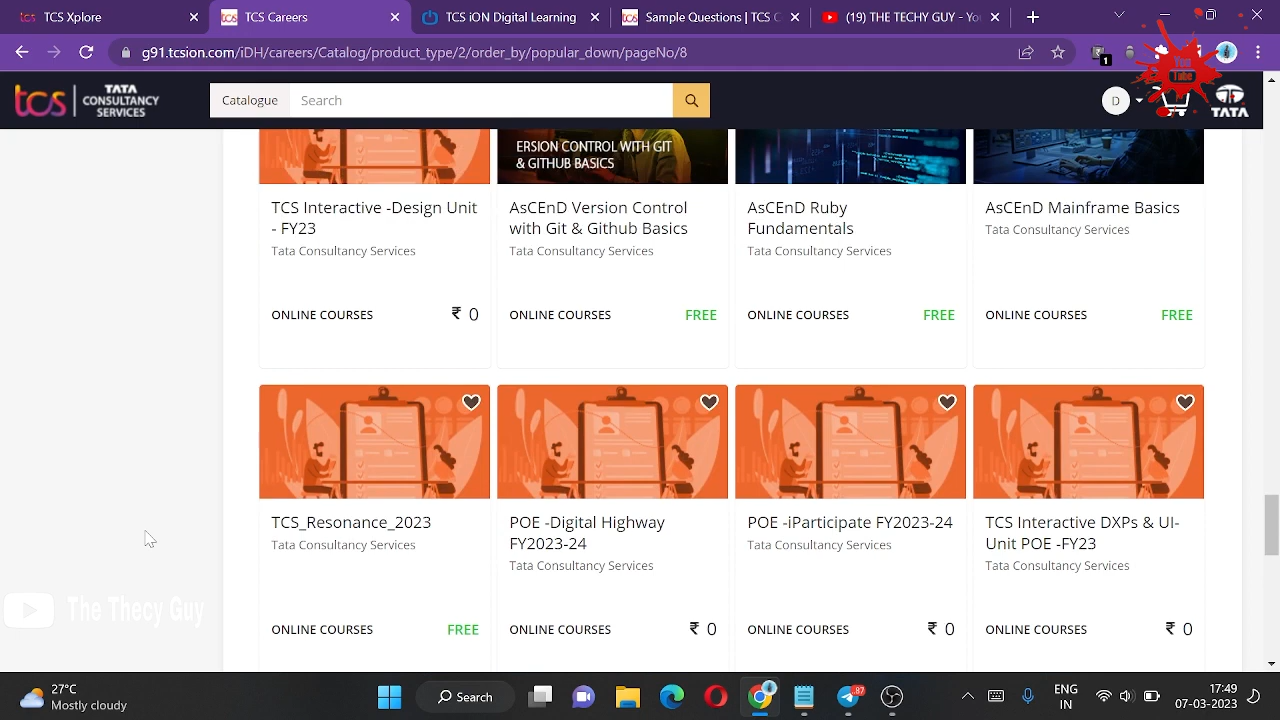 TCS Xplore
TCS Careers
TCS iON Digital Learning
Sample Questions | TCS C
(19) THE TECHY GUY - Yo
g91.tcsion.com/iDH/careers/Catalog/product_type/2/order_by/popular_down/pageNo/8
1
You
Tube
tcs
TATA
CONSULTANCY
SERVICES
Catalogue
Search
D
TATA
ERSION CONTROL WITH GIT
& GITHUB BASICS
TCS Interactive -Design Unit
- FY23
Tata Consultancy Services
ONLINE COURSES
₹ 0
AsCEnD Version Control
with Git & Github Basics
Tata Consultancy Services
ONLINE COURSES
FREE
AsCEnD Ruby
Fundamentals
Tata Consultancy Services
ONLINE COURSES
FREE
AsCEnD Mainframe Basics
Tata Consultancy Services
ONLINE COURSES
FREE
TCS_Resonance_2023
Tata Consultancy Services
ONLINE COURSES
FREE
POE -Digital Highway
FY2023-24
Tata Consultancy Services
ONLINE COURSES
₹ 0
POE -iParticipate FY2023-24
Tata Consultancy Services
ONLINE COURSES
₹ 0
TCS Interactive DXPs & UI-
Unit POE -FY23
Tata Consultancy Services
ONLINE COURSES
₹ 0
The Thecy Guy
27°C
Mostly cloudy
Search
87
ENG
IN
17:49
07-03-2023